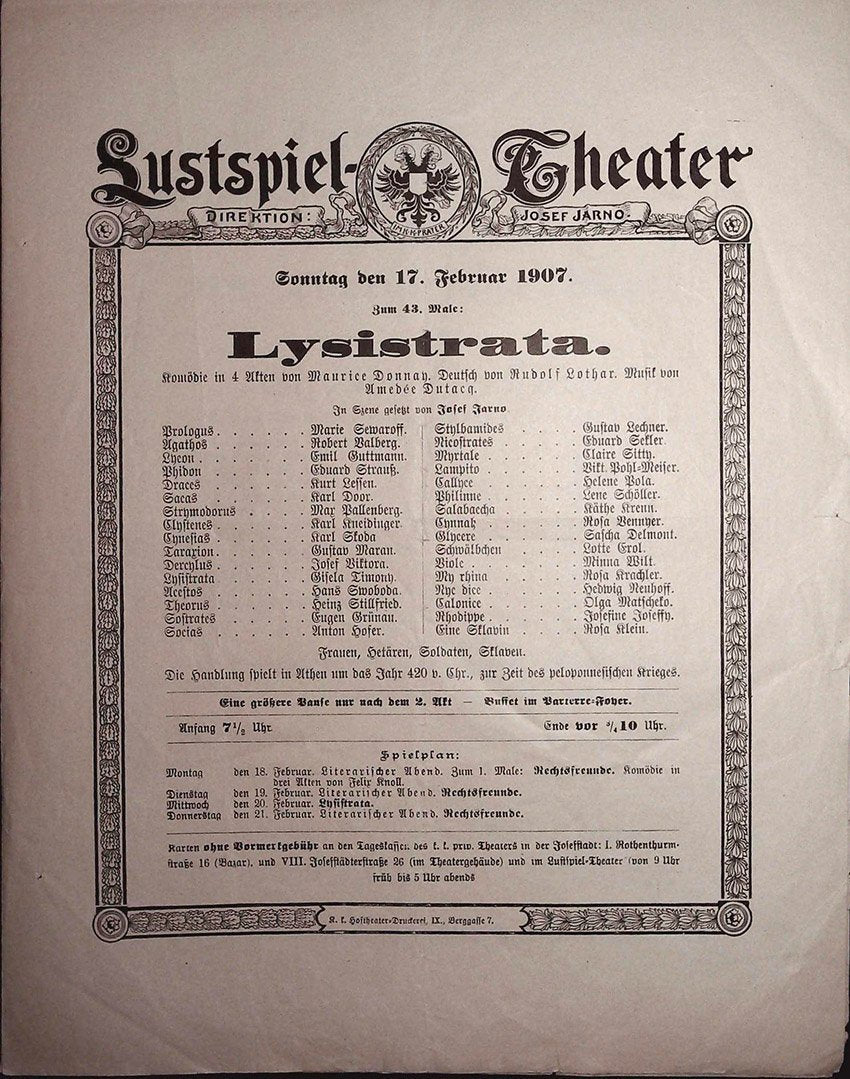 Lustspiel-Theater
DIREKTION: JOSEF JARNO.
IM K.K. PRATER
Sonntag den 17. Februar 1907.
Zum 43. Male:
Lysistrata.
Komödie in 4 Akten von Maurice Donnay. Deutsch von Rudolf Lothar. Musik von
Amedée Dutacq.
In Szene gesetzt von Josef Jarno
Prologus . . . . . . Marie Sewaroff.
Agathos . . . . . . Robert Valberg.
Lycon . . . . . . Emil Guttmann.
Phidon . . . . . . Eduard Strauß.
Draces . . . . . . Kurt Lessen.
Sacas . . . . . . Karl Door.
Strymodorus . . . . . Max Pallenberg.
Clystenes . . . . . . Karl Kneidinger.
Cynesias . . . . . . Karl Skoda
Taraxion . . . . . . Gustav Maran.
Dercylus . . . . . . Josef Viktora.
Lysistrata . . . . . . Gisela Timony.
Acestos . . . . . . Hans Swoboda.
Theorus . . . . . . Heinz Stillfried.
Sostrates . . . . . . Eugen Grünau.
Socias . . . . . . Anton Hofer.
Stylbamides . . . . . Gustav Lechner.
Nicostrates . . . . . Eduard Sekler.
Myrtale . . . . . Claire Sitty.
Lampito . . . . . Vikt. Pohl-Meiser.
Callyce . . . . . Helene Pola.
Philinne . . . . . Lene Schöller.
Salabaccha . . . . . Käthe Krenn.
Cynnah . . . . . Rosa Vennyer.
Glycere . . . . . Sascha Delmont.
Schwälbchen . . . . . Lotte Erol.
Viole . . . . . Minna Wilt.
My rhina . . . . . Rosa Krachler.
Nyc dice . . . . . Hedwig Neuhoff.
Calonice . . . . . Olga Matscheko.
Rhodippe . . . . . Josefine Joseffy.
Eine Sklavin . . . . Rosa Klein.
Frauen, Hetären, Soldaten, Sklaven.
Die Handlung spielt in Athen um das Jahr 420 v. Chr., zur Zeit des peloponnesischen Krieges.
Eine größere Pause nur nach dem 2. Akt — Buffet im Parterre-Foyer.
Anfang 7½ Uhr Ende vor ¾10 Uhr.
Spielplan:
Montag den 18. Februar. Literarischer Abend. Zum 1. Male: Rechtsfreunde. Komödie in
drei Akten von Felix Knoll.
Dienstag den 19. Februar. Literarischer Abend. Rechtsfreunde.
Mittwoch den 20. Februar. Lysistrata.
Donnerstag den 21. Februar. Literarischer Abend. Rechtsfreunde.
Karten ohne Vormerkgebühr an den Tageskassen des k. k. priv. Theaters in der Josefstadt: I. Rothenthurm-
straße 16 (Bazar), und VIII. Josefstädterstraße 26 (im Theatergebäude) und im Lustspiel-Theater (von 9 Uhr
früh bis 5 Uhr abends
K. k. Hoftheater-Druckerei, IX., Berggasse 7.